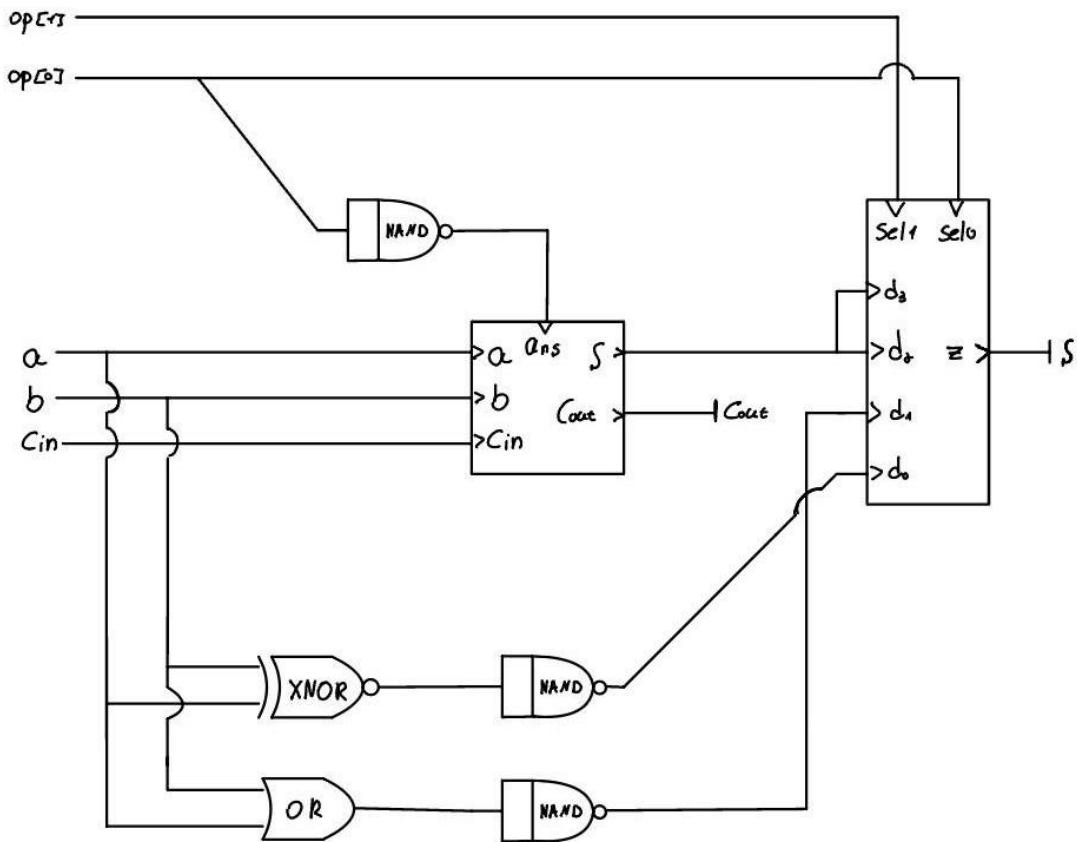 op[1]
op[0]
NAND
sel1 sel0
d3
a a ans S d2 z S
b b Cout Cout d1
Cin Cin d0
XNOR NAND
OR NAND